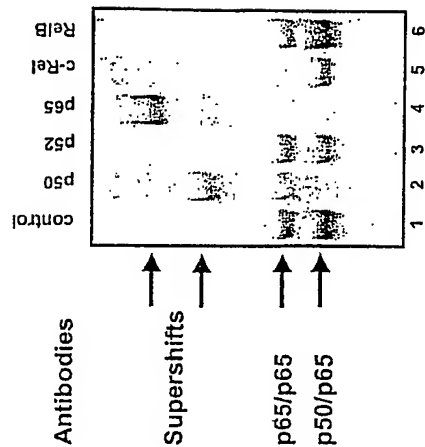 Antibodies
control
p50
p52
p65
c-Rel
RelB
Supershifts
p65/p65
p50/p65
1 2 3 4 5 6